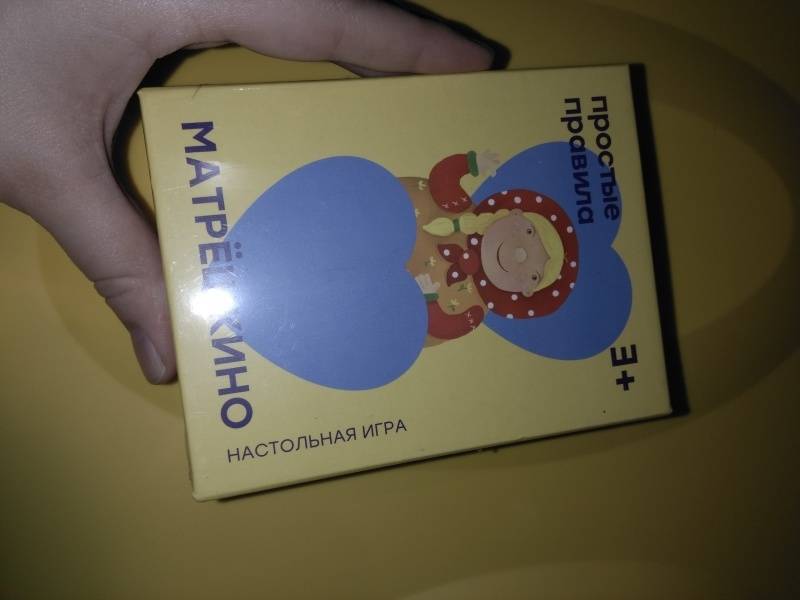 простые
правила
3+
МАТРЁШКИНО
НАСТОЛЬНАЯ ИГРА